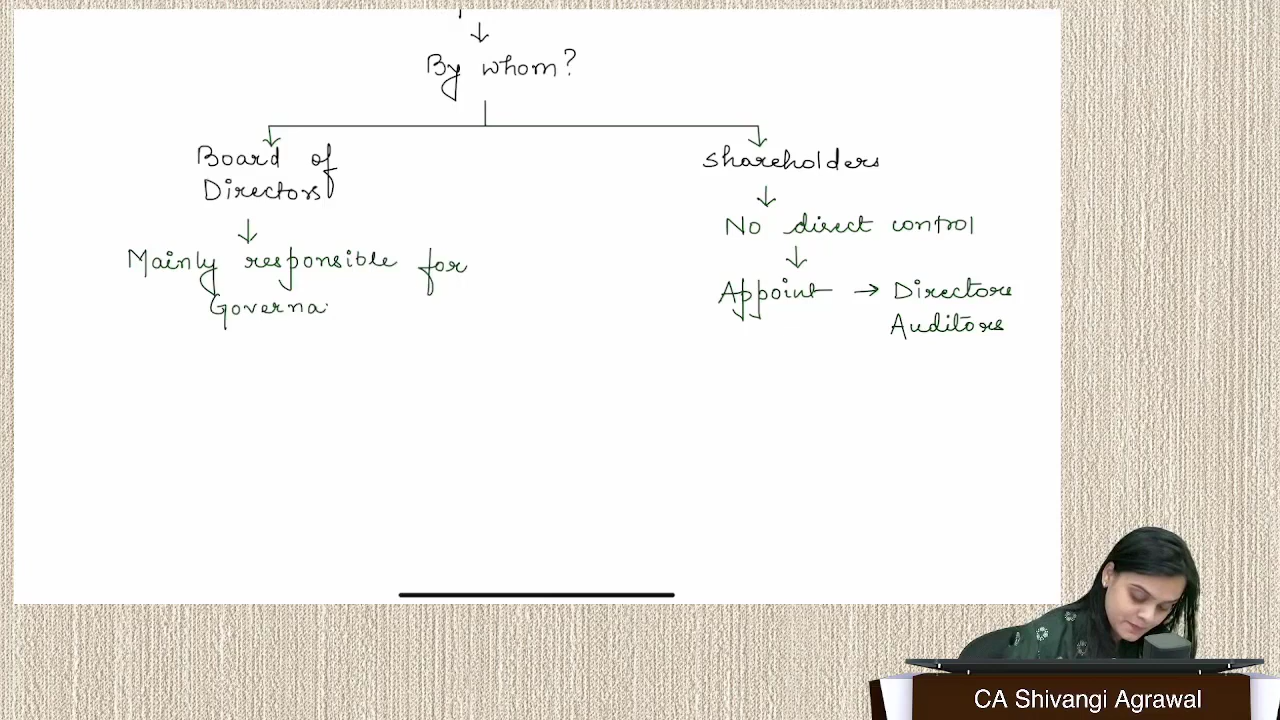 By whom?
Board of
Directors
Mainly responsible for
Governa
shareholders
No direct control
Appoint → Directors
Auditors
CA Shivangi Agrawal